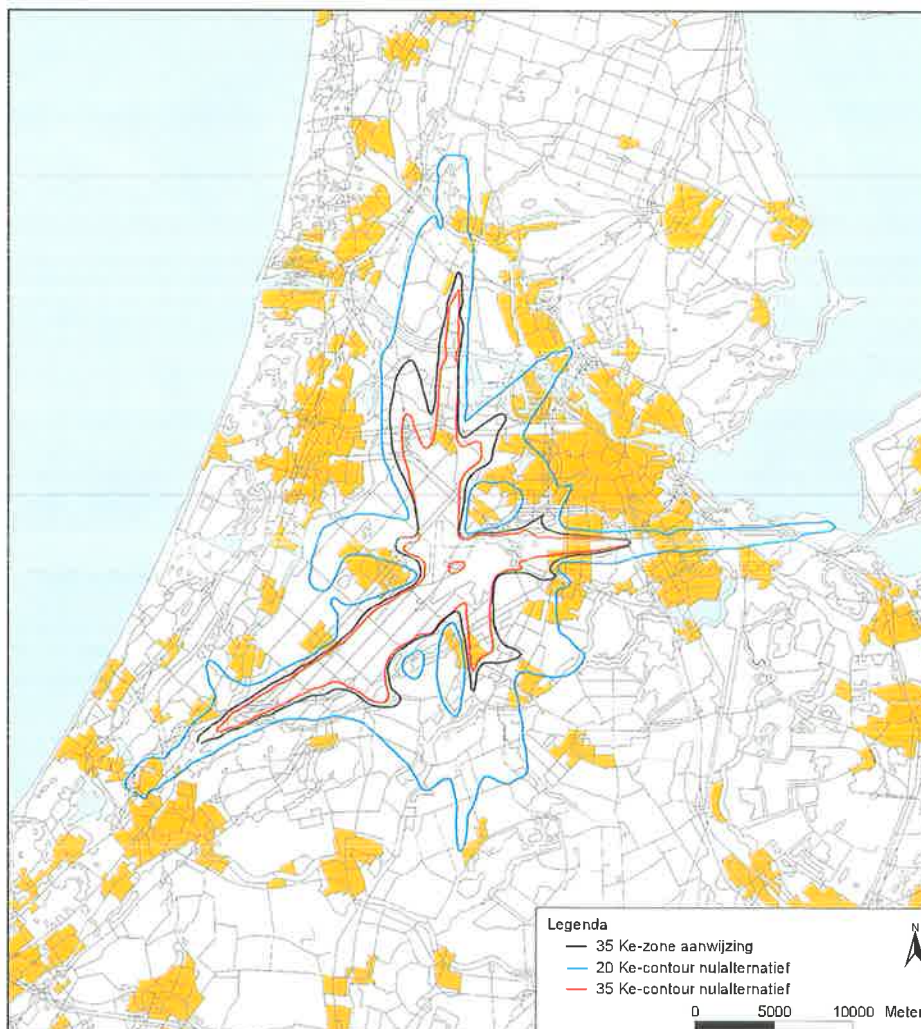 Legenda
35 Ke-zone aanwijzing
20 Ke-contour nulalternatief
35 Ke-contour nulalternatief
N
0 5000 10000 Meter